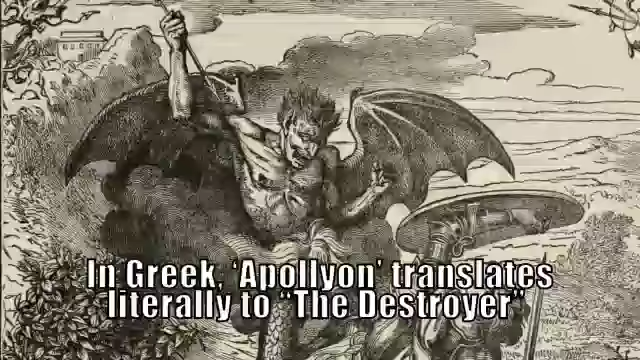 In Greek, ‘Apollyon’ translates
literally to “The Destroyer”